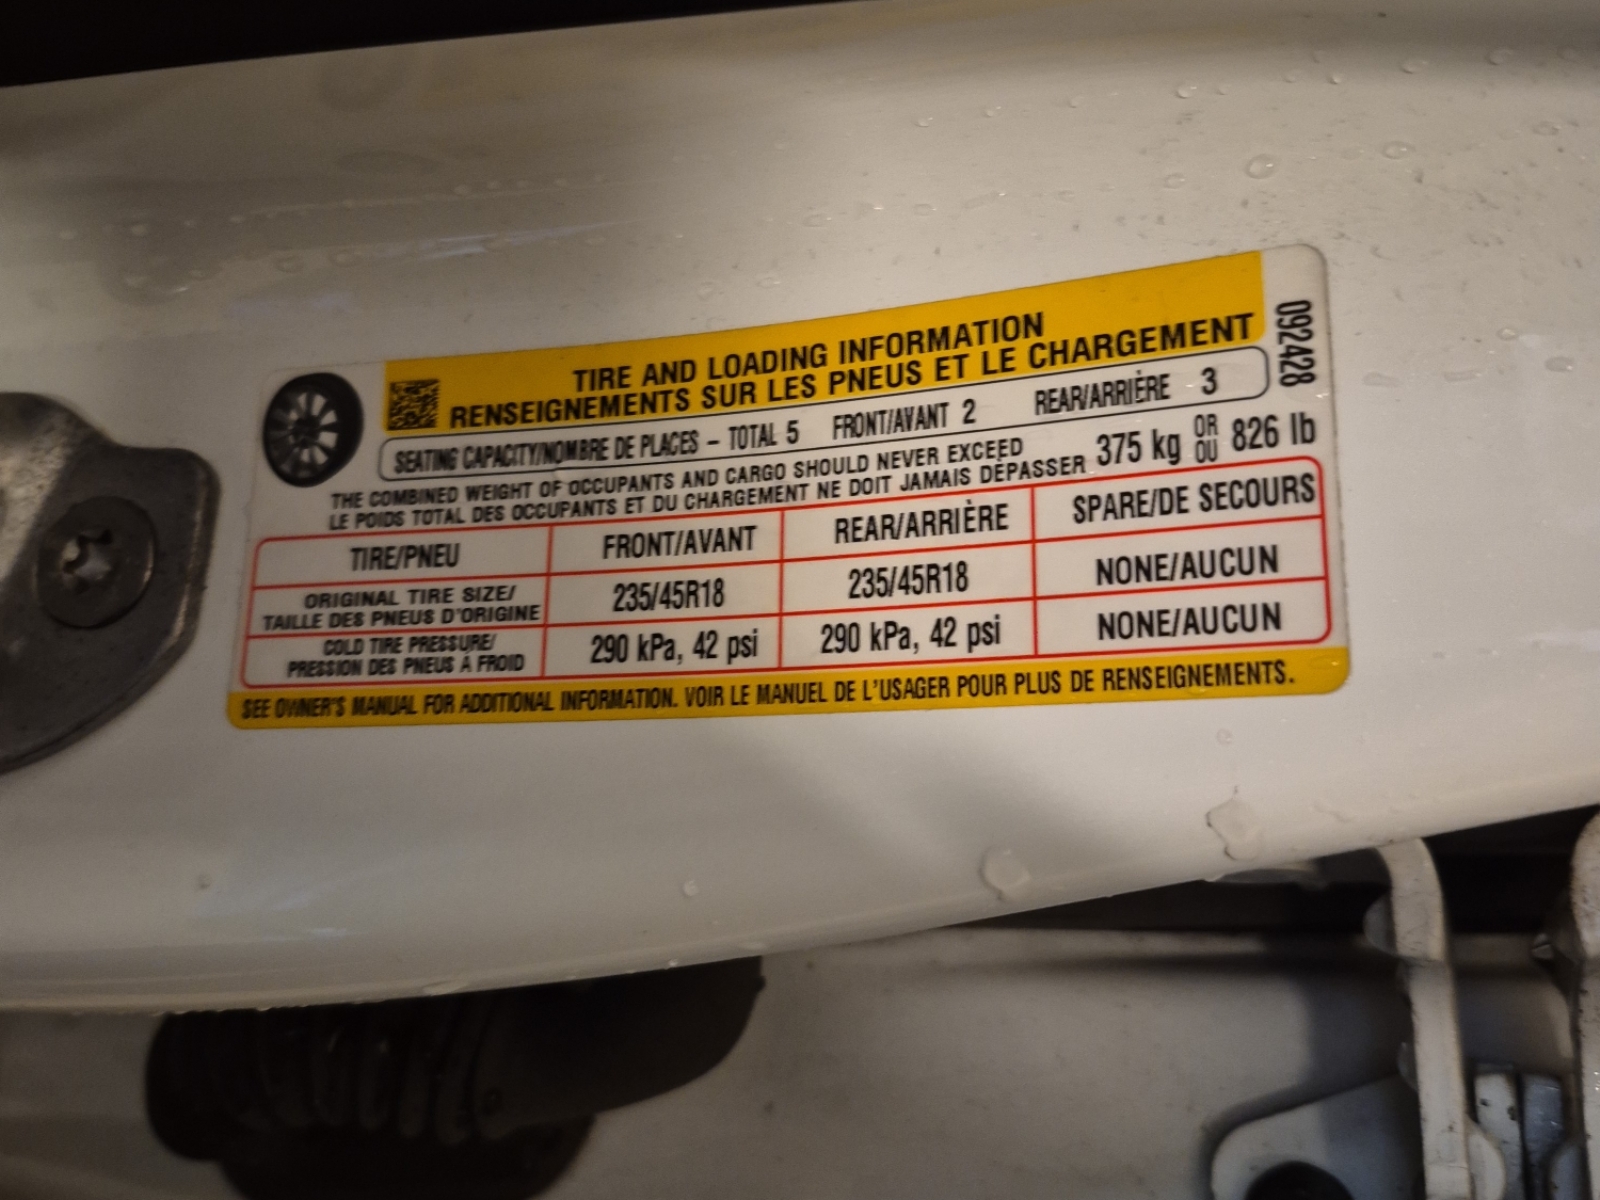 TIRE AND LOADING INFORMATION
RENSEIGNEMENTS SUR LES PNEUS ET LE CHARGEMENT
092428
SEATING CAPACITY/NOMBRE DE PLACES – TOTAL 5 FRONT/AVANT 2 REAR/ARRIÈRE 3
THE COMBINED WEIGHT OF OCCUPANTS AND CARGO SHOULD NEVER EXCEED
LE POIDS TOTAL DES OCCUPANTS ET DU CHARGEMENT NE DOIT JAMAIS DÉPASSER
375 kg OR OU 826 lb
TIRE/PNEU FRONT/AVANT REAR/ARRIÈRE SPARE/DE SECOURS
ORIGINAL TIRE SIZE/
TAILLE DES PNEUS D'ORIGINE 235/45R18 235/45R18 NONE/AUCUN
COLD TIRE PRESSURE/
PRESSION DES PNEUS À FROID 290 kPa, 42 psi 290 kPa, 42 psi NONE/AUCUN
SEE OWNER'S MANUAL FOR ADDITIONAL INFORMATION. VOIR LE MANUEL DE L'USAGER POUR PLUS DE RENSEIGNEMENTS.